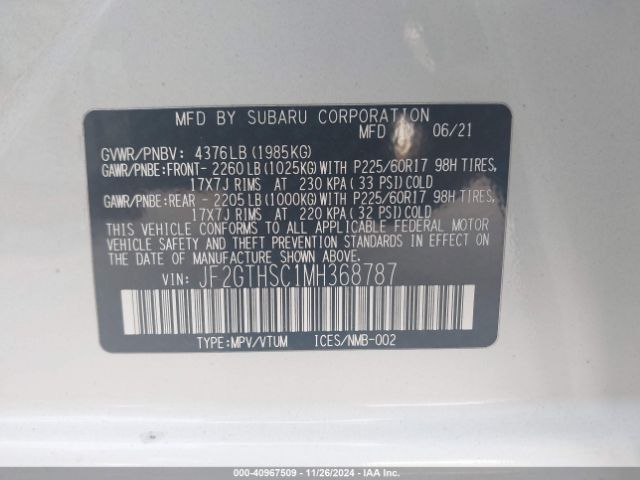 MFD BY SUBARU CORPORATION
MFD 06/21
GVWR/PNBV: 4376LB (1985KG)
GAWR/PNBE:FRONT- 2260 LB (1025KG) WITH P225/60R17 98H TIRES,
17X7J RIMS AT 230 KPA (33 PSI) COLD
GAWR/PNBE:REAR - 2205 LB (1000KG) WITH P225/60R17 98H TIRES,
17X7J RIMS AT 220 KPA (32 PSI) COLD
THIS VEHICLE CONFORMS TO ALL APPLICABLE FEDERAL MOTOR
VEHICLE SAFETY AND THEFT PREVENTION STANDARDS IN EFFECT
ON THE DATE OF MANUFACTURE SHOWN ABOVE.
VIN: JF2GTHSC1MH368787
TYPE:MPV/VTUM ICES/NMB-002
000-40967509 - 11/26/2024 - IAAI.COM